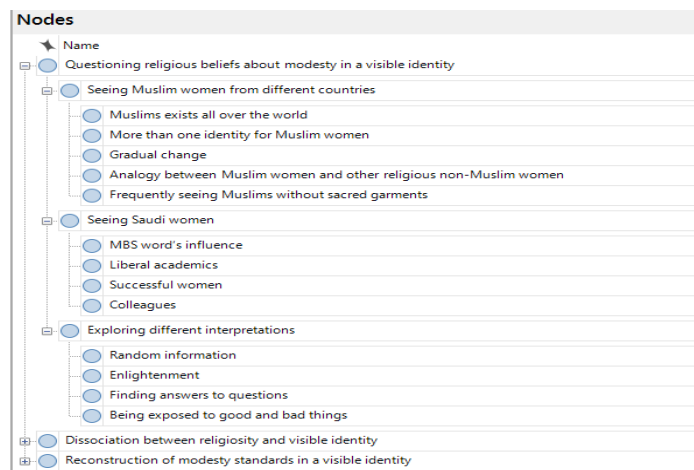 Nodes
Name
Questioning religious beliefs about modesty in a visible identity
Seeing Muslim women from different countries
Muslims exists all over the world
More than one identity for Muslim women
Gradual change
Analogy between Muslim women and other religious non-Muslim women
Frequently seeing Muslims without sacred garments
Seeing Saudi women
MBS word's influence
Liberal academics
Successful women
Colleagues
Exploring different interpretations
Random information
Enlightenment
Finding answers to questions
Being exposed to good and bad things
Dissociation between religiosity and visible identity
Reconstruction of modesty standards in a visible identity